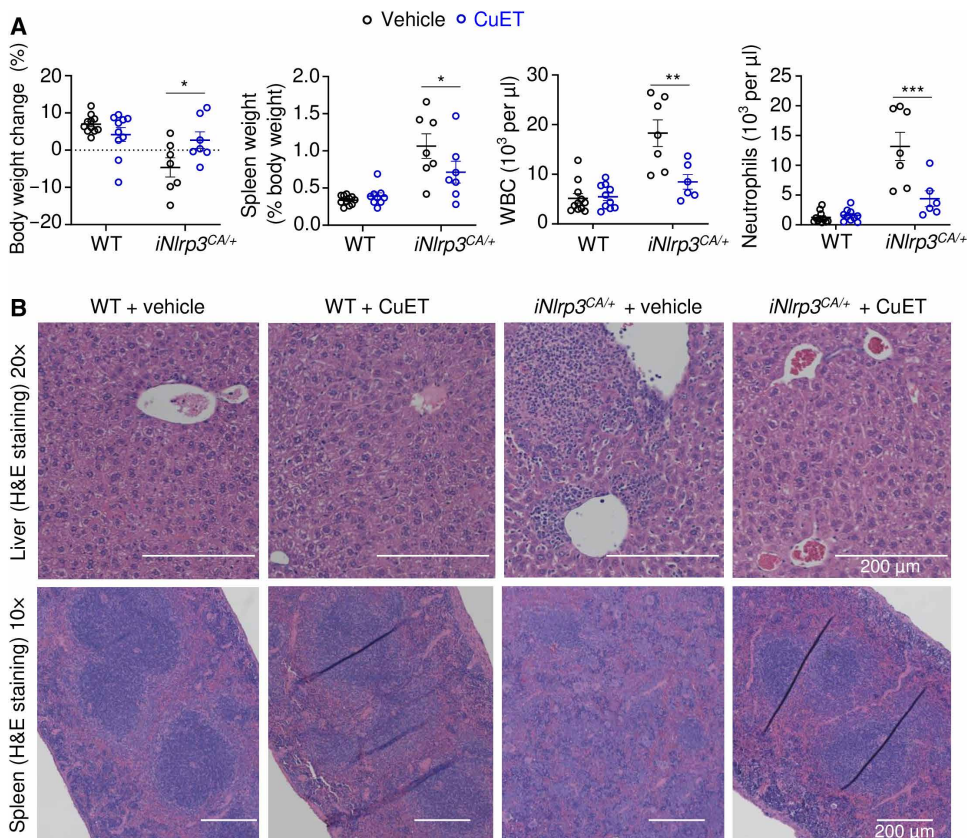 A
Vehicle CuET
Body weight change (%)
10
0
−10
−20
*
WT iNlrp3CA/+
Spleen weight
(% body weight)
2.0
1.5
1.0
0.5
0.0
*
WT iNlrp3CA/+
WBC (10³ per µl)
30
20
10
0
**
WT iNlrp3CA/+
Neutrophils (10³ per µl)
25
20
15
10
5
0
***
WT iNlrp3CA/+
B
WT + vehicle WT + CuET iNlrp3CA/+ + vehicle iNlrp3CA/+ + CuET
Liver (H&E staining) 20×
200 µm
Spleen (H&E staining) 10×
200 µm